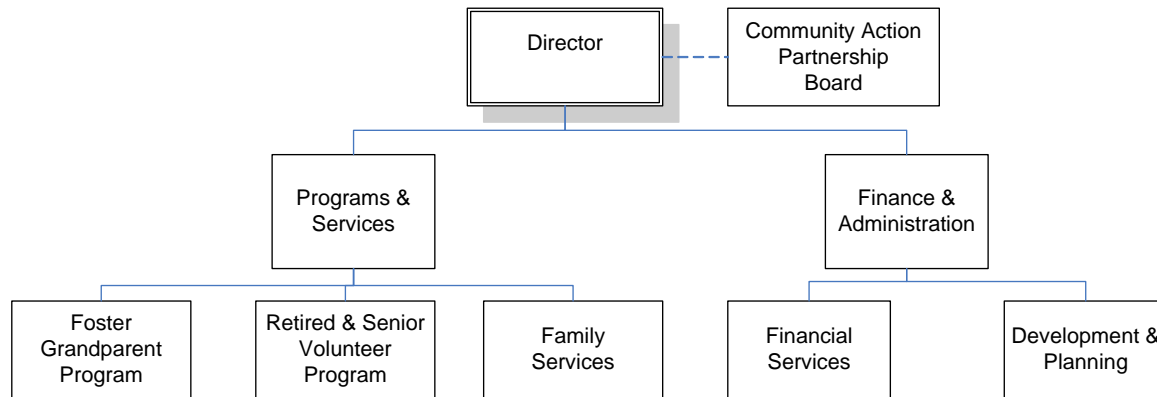 Director
Community Action
Partnership
Board
Programs &
Services
Finance &
Administration
Foster
Grandparent
Program
Retired & Senior
Volunteer
Program
Family
Services
Financial
Services
Development &
Planning